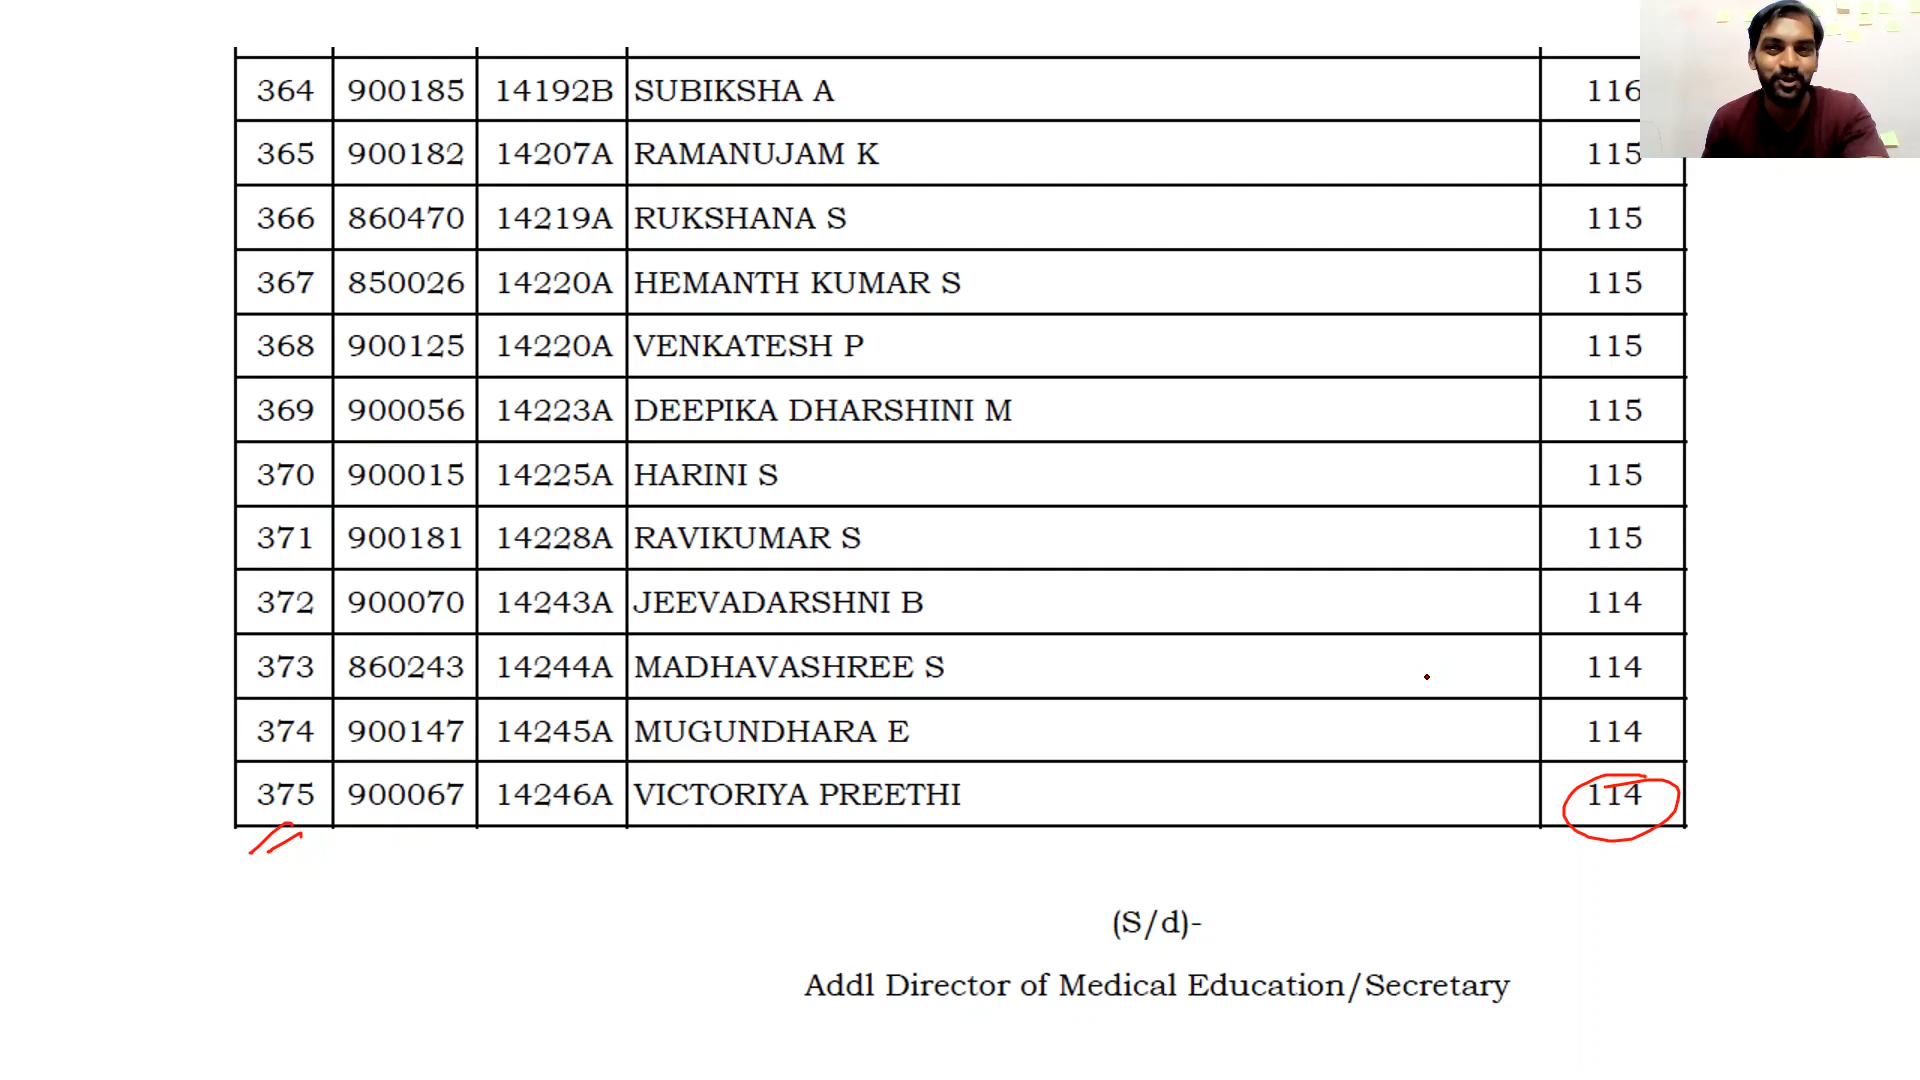 364 900185 14192B SUBIKSHA A 116
365 900182 14207A RAMANUJAM K 115
366 860470 14219A RUKSHANA S 115
367 850026 14220A HEMANTH KUMAR S 115
368 900125 14220A VENKATESH P 115
369 900056 14223A DEEPIKA DHARSHINI M 115
370 900015 14225A HARINI S 115
371 900181 14228A RAVIKUMAR S 115
372 900070 14243A JEEVADARSHNI B 114
373 860243 14244A MADHAVASHREE S 114
374 900147 14245A MUGUNDHARA E 114
375 900067 14246A VICTORIYA PREETHI 114
(S/d)-
Addl Director of Medical Education/Secretary